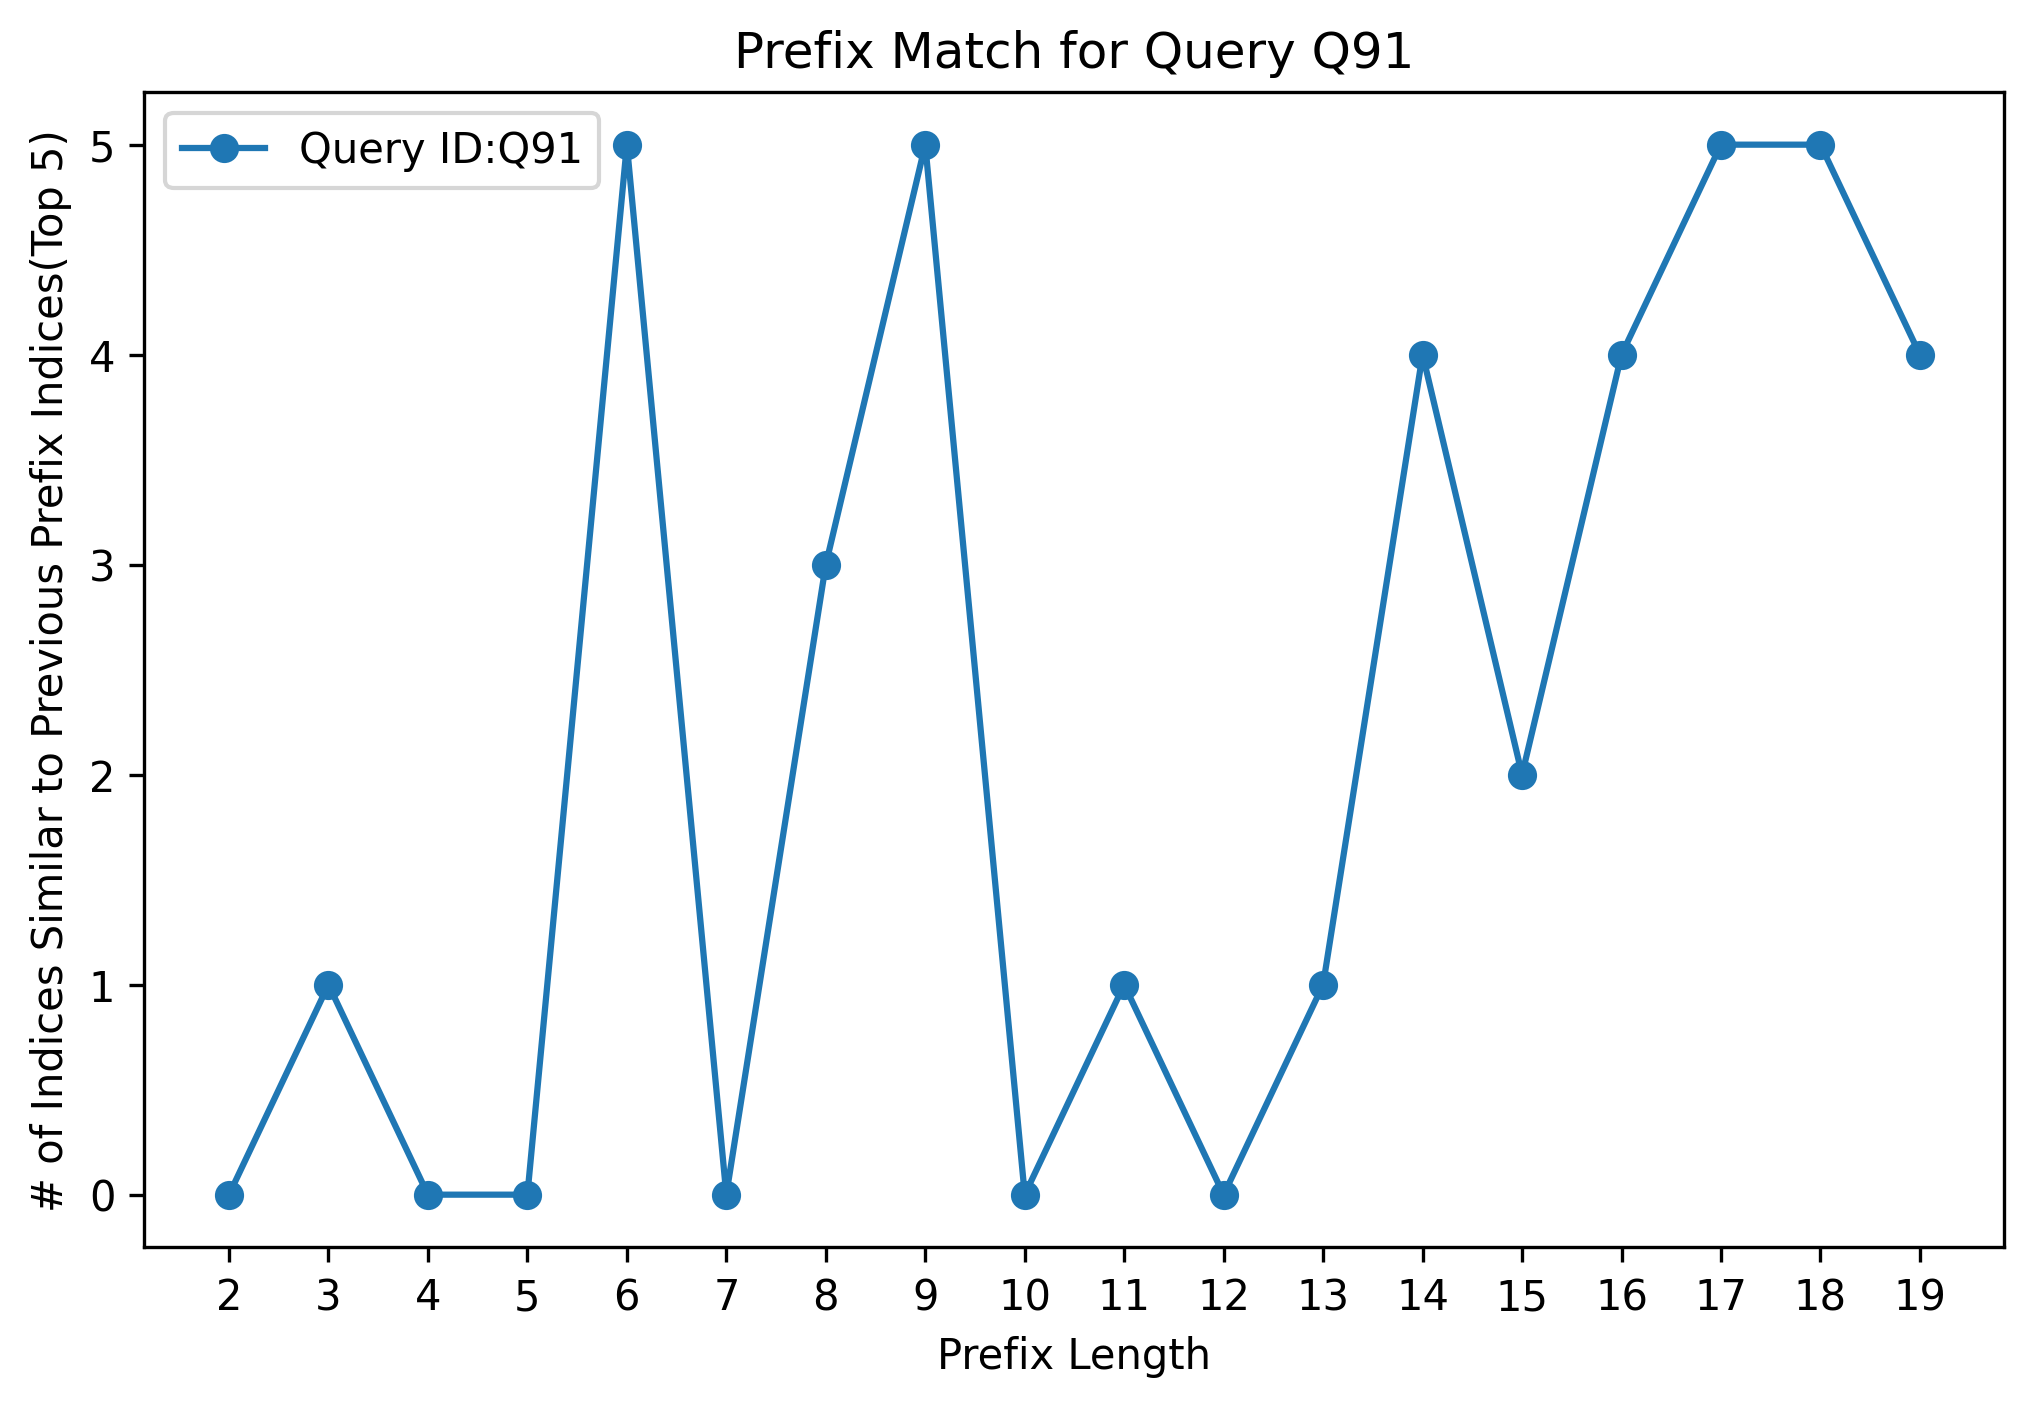 Prefix Match for Query Q91
Query ID:Q91
# of Indices Similar to Previous Prefix Indices(Top 5)
5
4
3
2
1
0
2 3 4 5 6 7 8 9 10 11 12 13 14 15 16 17 18 19
Prefix Length